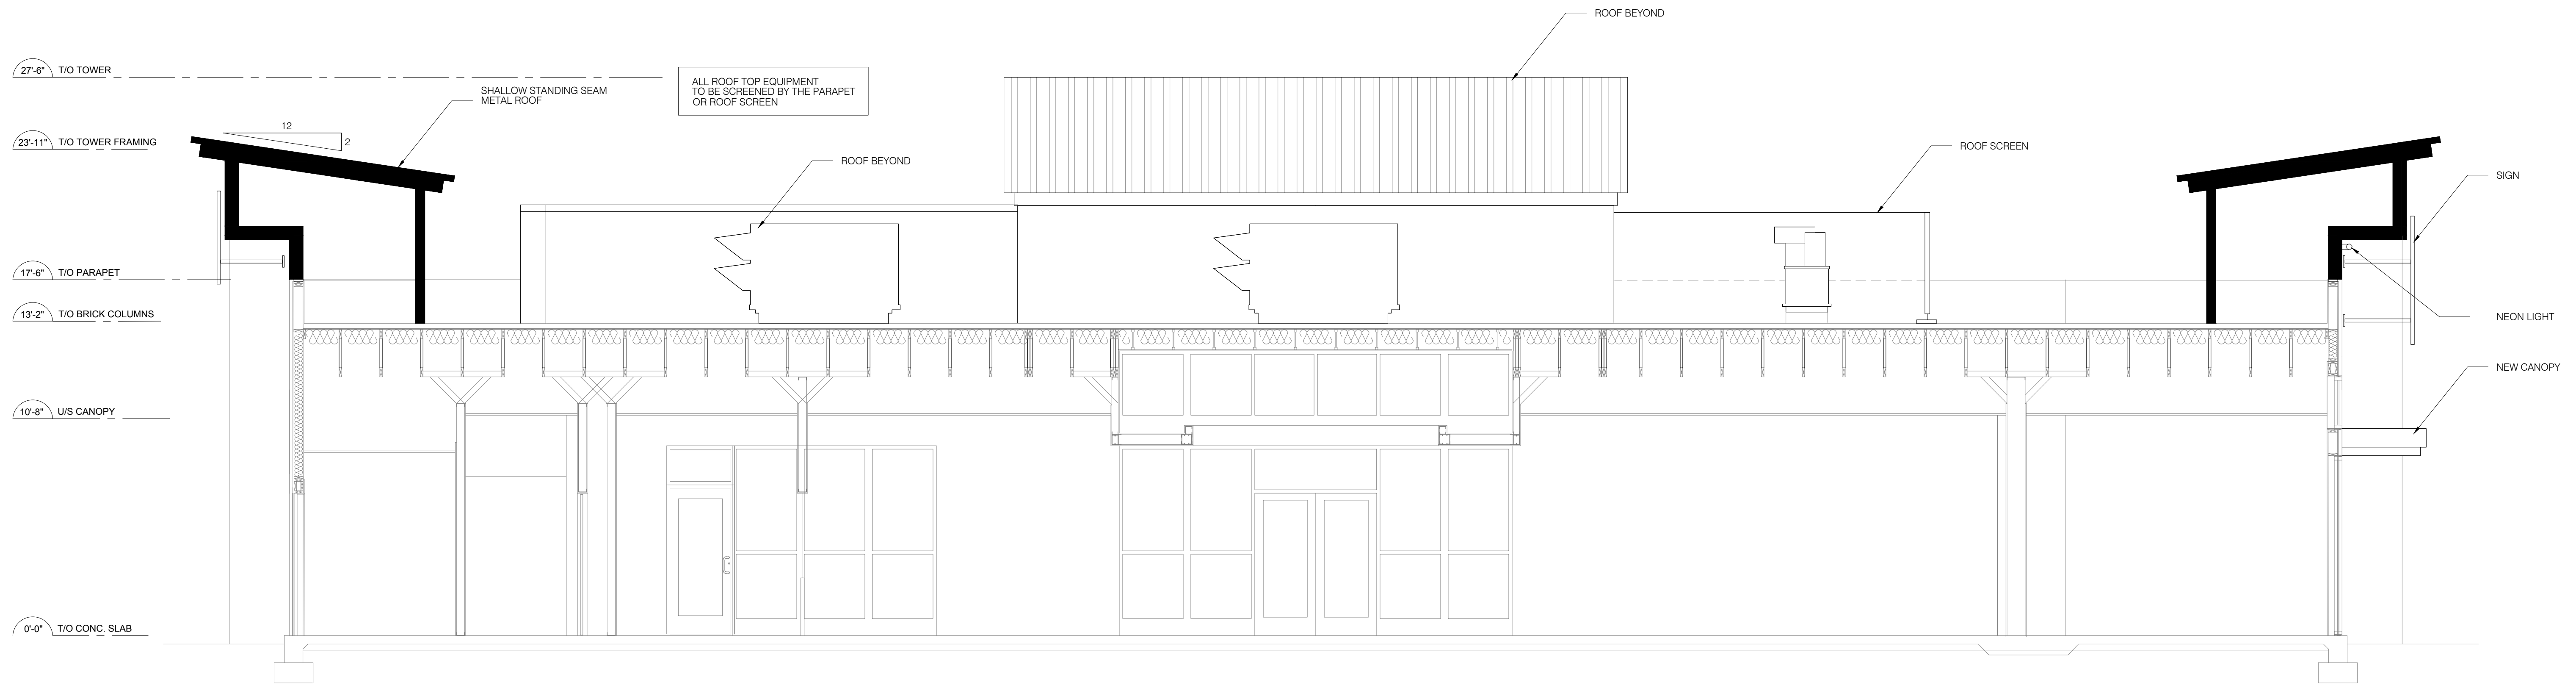 ROOF BEYOND
27'-6" T/O TOWER
ALL ROOF TOP EQUIPMENT
TO BE SCREENED BY THE PARAPET
OR ROOF SCREEN
SHALLOW STANDING SEAM
METAL ROOF
12
2
23'-11" T/O TOWER FRAMING
ROOF BEYOND
ROOF SCREEN
SIGN
17'-6" T/O PARAPET
13'-2" T/O BRICK COLUMNS
NEON LIGHT
NEW CANOPY
10'-8" U/S CANOPY
0'-0" T/O CONC. SLAB